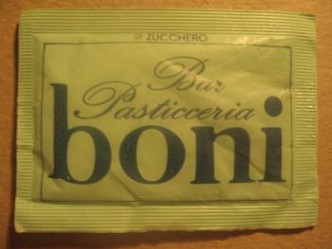 ZUCCHERO
Bar
Pasticceria
boni